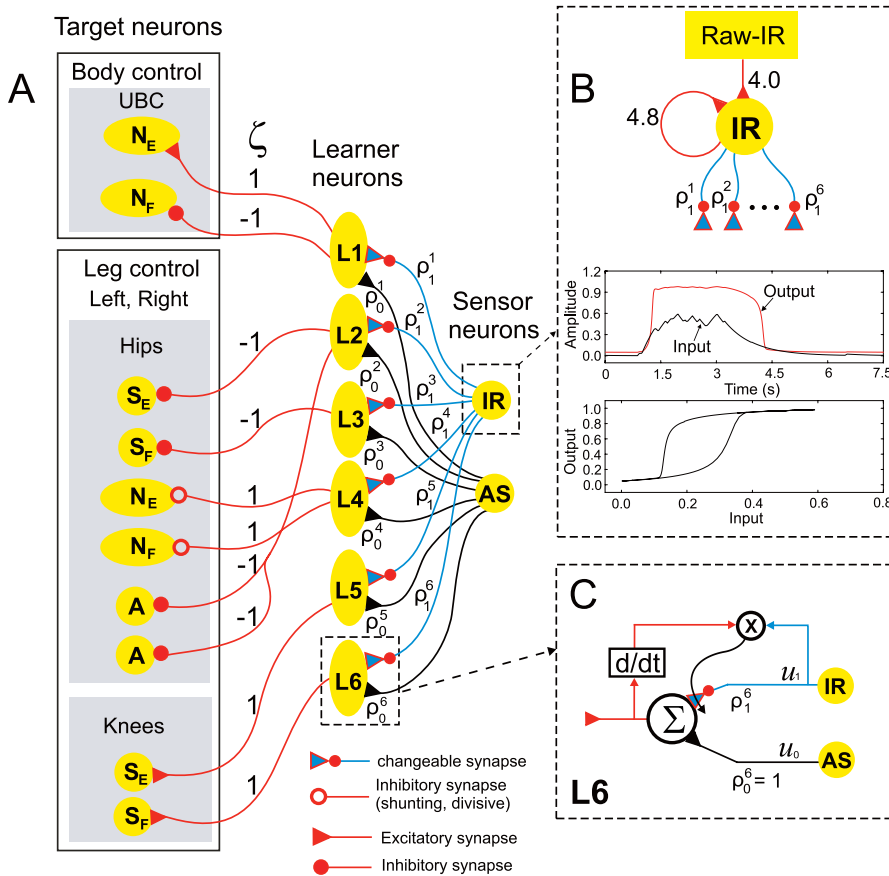 A
Target neurons
Body control
UBC
N_E
N_F
ζ
1
-1
Learner
neurons
L1
L2
L3
L4
L5
L6
ρ_0^1
ρ_0^2
ρ_0^3
ρ_0^4
ρ_0^5
ρ_0^6
ρ_1^1
ρ_1^2
ρ_1^3
ρ_1^4
ρ_1^5
ρ_1^6
Sensor
neurons
IR
AS
Leg control
Left, Right
Hips
S_E
S_F
N_E
N_F
A
A
-1
-1
1
1
-1
-1
Knees
S_E
S_F
1
1
changeable synapse
Inhibitory synapse
(shunting, divisive)
Excitatory synapse
Inhibitory synapse
B
Raw-IR
4.0
4.8
IR
ρ_1^1 ρ_1^2 ••• ρ_1^6
Amplitude
1.2
0.9
0.6
0.3
0.0
Output
Input
0 1.5 3.0 4.5 6.0 7.5
Time (s)
Output
1.0
0.8
0.6
0.4
0.2
0.0
0.0 0.2 0.4 0.6 0.8
Input
C
X
d/dt
Σ
u_1
IR
ρ_1^6
u_0
AS
ρ_0^6 = 1
L6